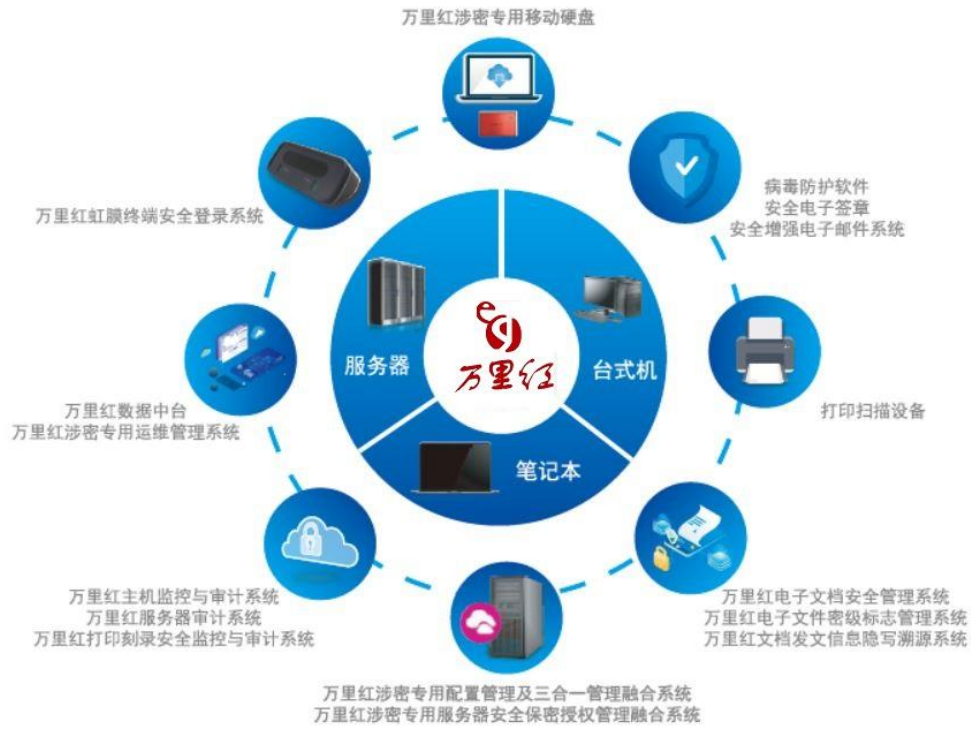 万里红涉密专用移动硬盘
病毒防护软件
安全电子签章
安全增强电子邮件系统
万里红虹膜终端安全登录系统
服务器
万里红
台式机
笔记本
万里红数据中台
万里红涉密专用运维管理系统
打印扫描设备
万里红主机监控与审计系统
万里红服务器审计系统
万里红打印刻录安全监控与审计系统
万里红电子文档安全管理系统
万里红电子文件密级标志管理系统
万里红文档发文信息隐写溯源系统
万里红涉密专用配置管理及三合一管理融合系统
万里红涉密专用服务器安全保密授权管理融合系统